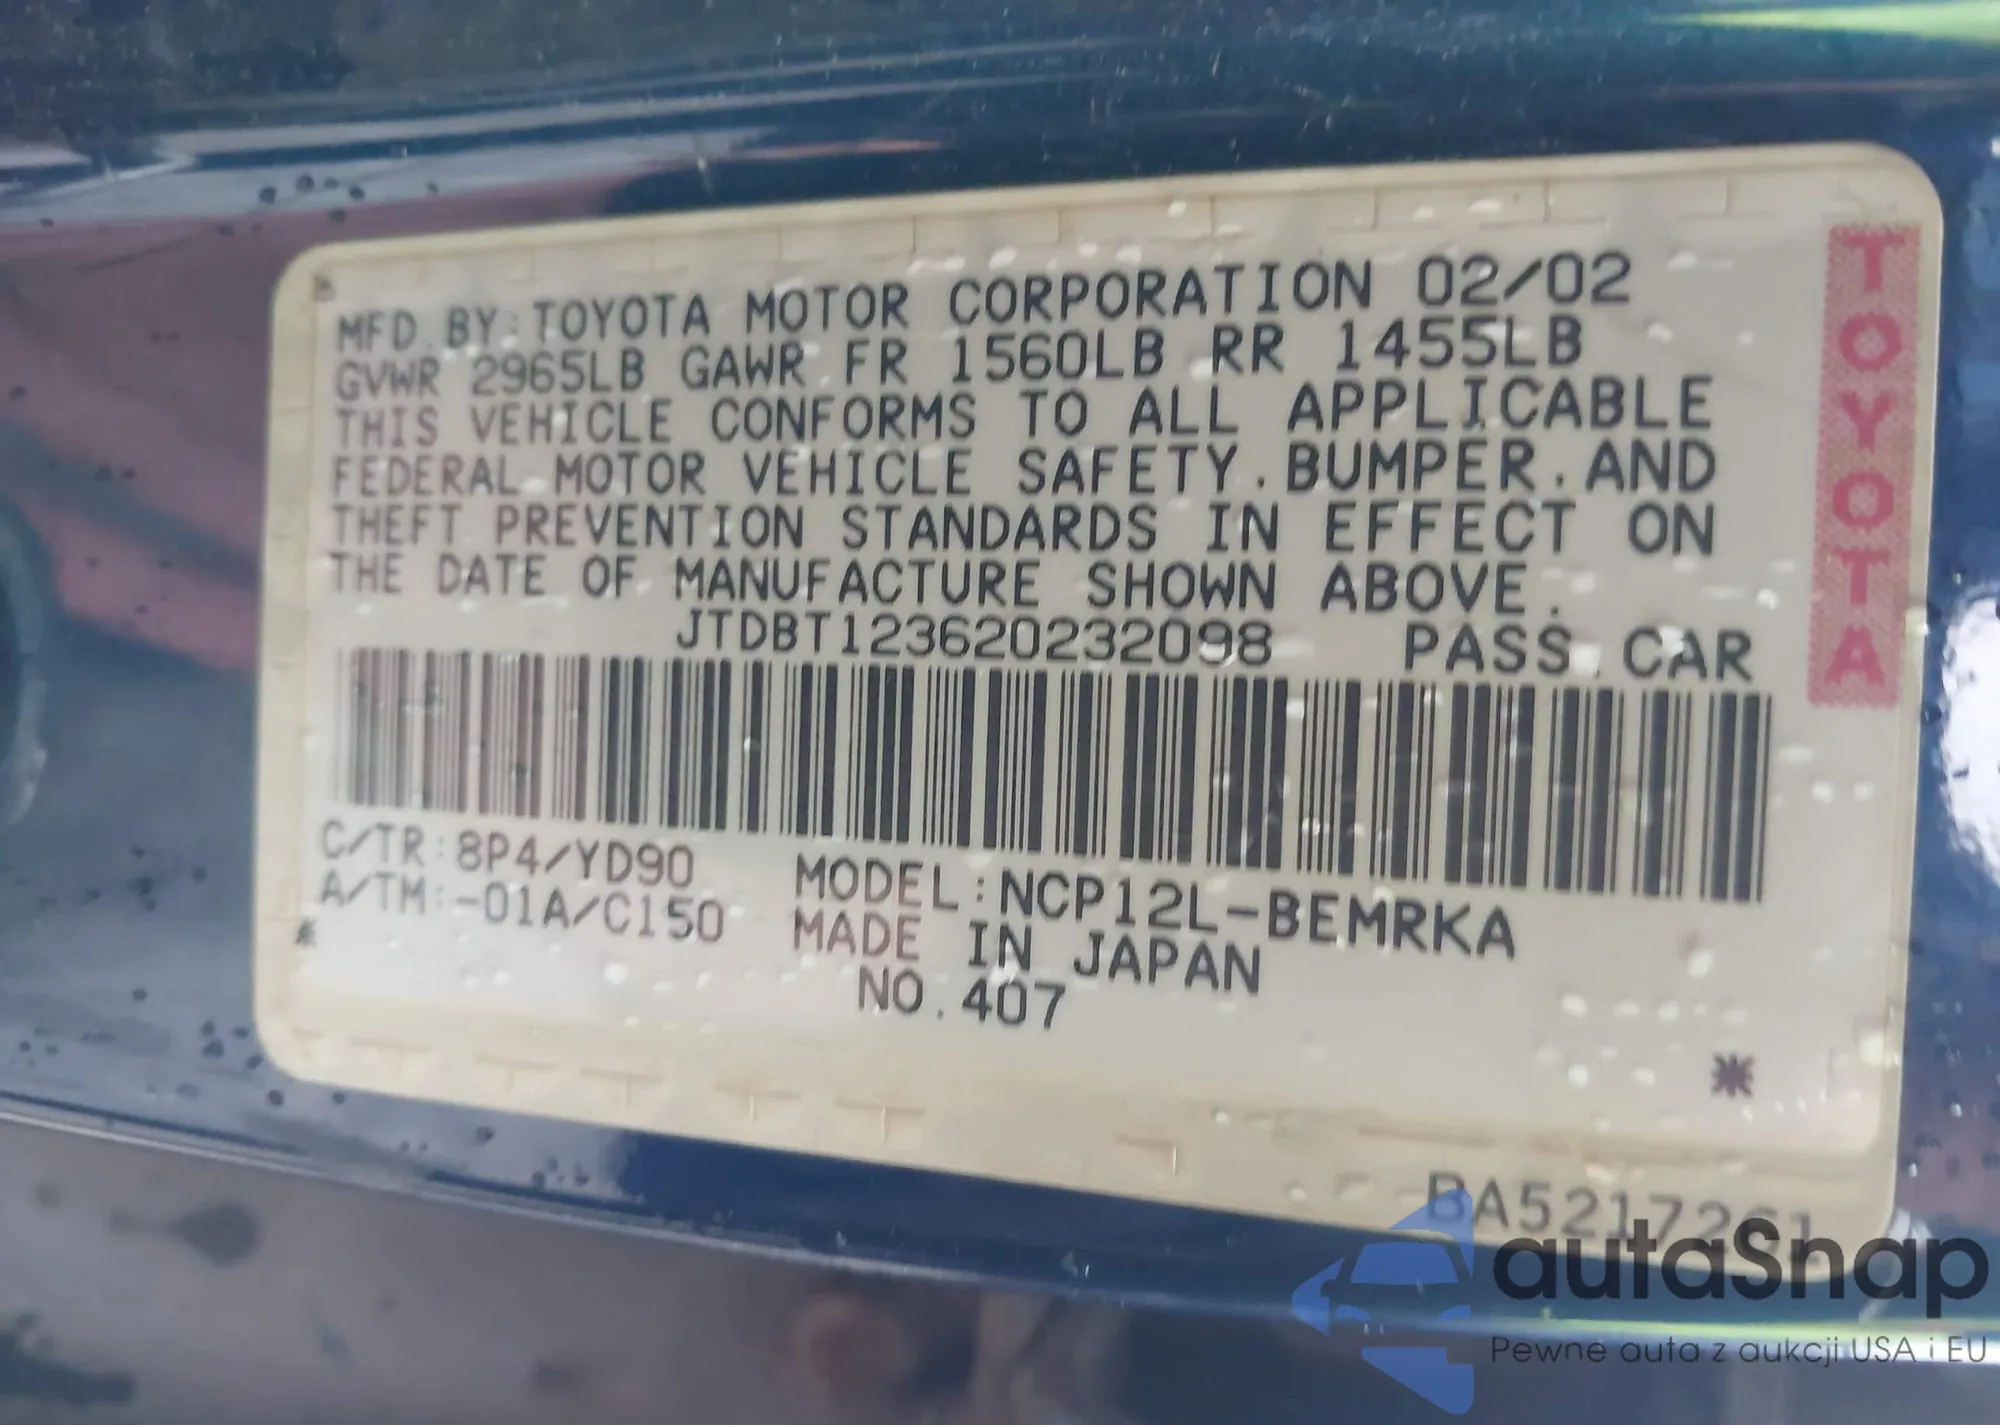 MFD. BY: TOYOTA MOTOR CORPORATION 02/02
GVWR 2965LB GAWR FR 1560LB RR 1455LB
THIS VEHICLE CONFORMS TO ALL APPLICABLE
FEDERAL MOTOR VEHICLE SAFETY. BUMPER. AND
THEFT PREVENTION STANDARDS IN EFFECT ON
THE DATE OF MANUFACTURE SHOWN ABOVE.
JTDBT123620232098 PASS. CAR
C/TR: 8P4/YD90
A/TM: -01A/C150
MODEL: NCP12L-BEMRKA
MADE IN JAPAN
NO. 407
TOYOTA
BA5217261
autaSnap
Pewne auta z aukcji USA i EU